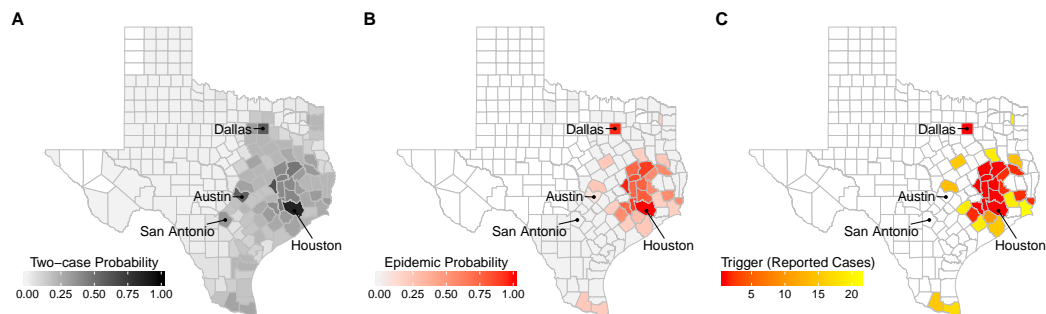 A
Dallas
Austin
San Antonio
Houston
Two-case Probability
0.00 0.25 0.50 0.75 1.00
B
Dallas
Austin
San Antonio
Houston
Epidemic Probability
0.00 0.25 0.50 0.75 1.00
C
Dallas
Austin
San Antonio
Houston
Trigger (Reported Cases)
5 10 15 20